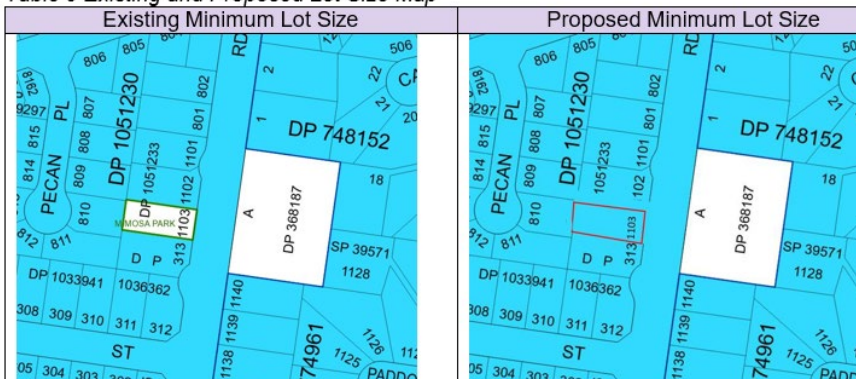 Existing Minimum Lot Size
Proposed Minimum Lot Size
806
805
RD
506
8162
9297
PL
807
802
2
22
21
20
815
808
DP 1051230
801
1
DP 748152
814
809
DP 1051233
1101
PECAN
810
1102
MIMOSA PARK
1103
A
DP 368187
18
812
811
D P
313
SP 39571
1128
DP 1033941
1036362
1140
308
309
310
311
312
1139
ST
1138
74961
1126
1125
304
303
PADDO
806
805
RD
8162
9297
PL
807
802
2
22
21
815
808
DP 1051230
801
1
DP 748152
814
809
1051233
1101
PECAN
810
1102
1103
A
DP 368187
18
812
811
D P
313
SP 39571
1128
DP 1033941
1036362
1140
308
309
310
311
312
1139
ST
1138
74961
1126
1125
304
303
PADD